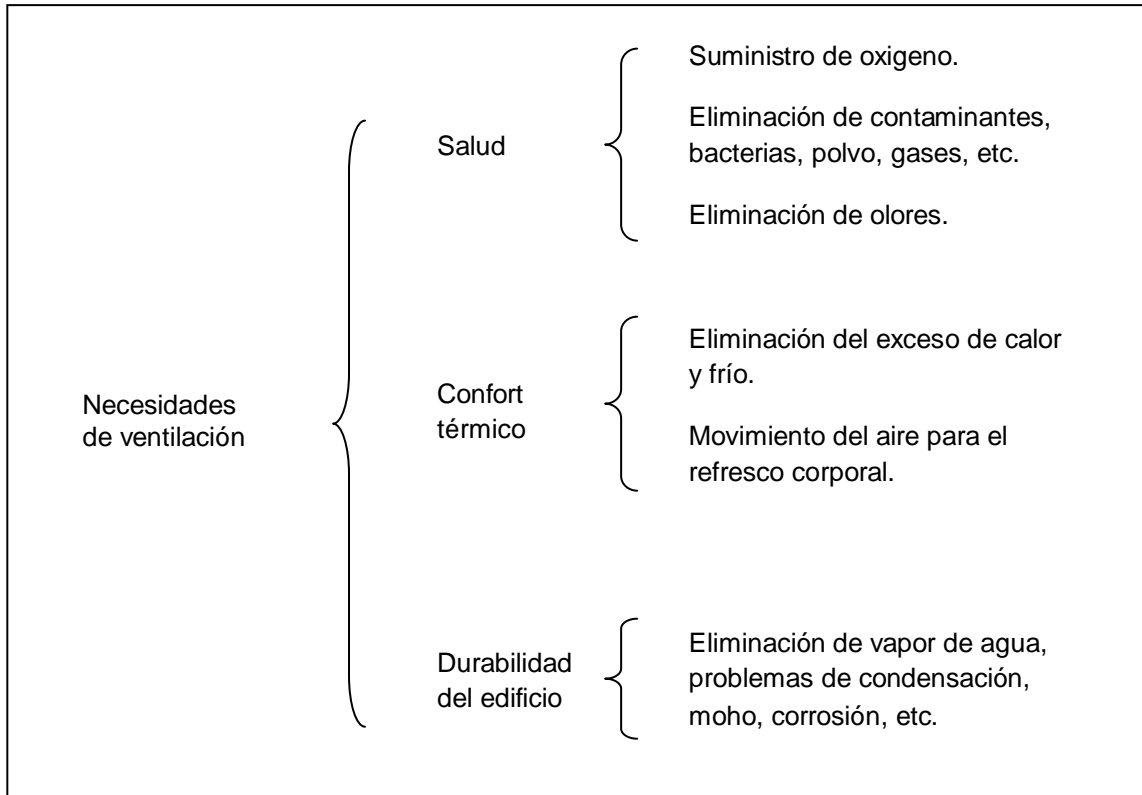 Necesidades
de ventilación
Salud
Suministro de oxigeno.
Eliminación de contaminantes,
bacterias, polvo, gases, etc.
Eliminación de olores.
Confort
térmico
Eliminación del exceso de calor
y frío.
Movimiento del aire para el
refresco corporal.
Durabilidad
del edificio
Eliminación de vapor de agua,
problemas de condensación,
moho, corrosión, etc.